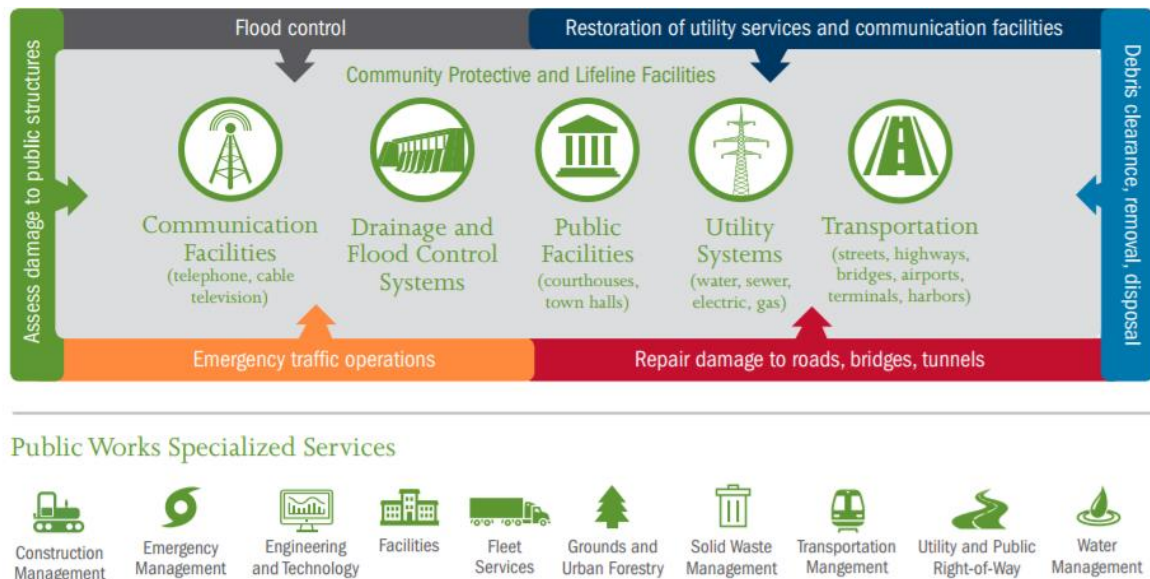 Flood control
Restoration of utility services and communication facilities
Assess damage to public structures
Debris clearance, removal, disposal
Community Protective and Lifeline Facilities
Communication
Facilities
(telephone, cable
television)
Drainage and
Flood Control
Systems
Public
Facilities
(courthouses,
town halls)
Utility
Systems
(water, sewer,
electric, gas)
Transportation
(streets, highways,
bridges, airports,
terminals, harbors)
Emergency traffic operations
Repair damage to roads, bridges, tunnels
Public Works Specialized Services
Construction
Management
Emergency
Management
Engineering
and Technology
Facilities
Fleet
Services
Grounds and
Urban Forestry
Solid Waste
Management
Transportation
Mangement
Utility and Public
Right-of-Way
Water
Management